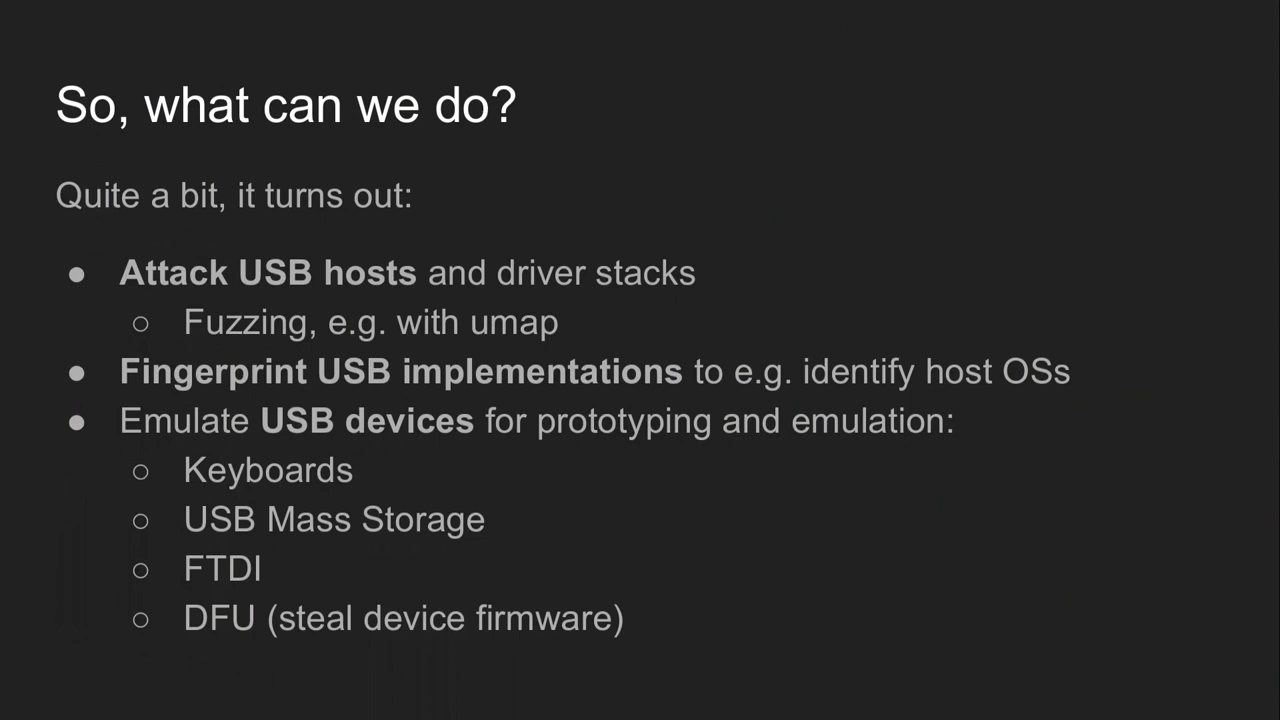 So, what can we do?
Quite a bit, it turns out:
● Attack USB hosts and driver stacks
○ Fuzzing, e.g. with umap
● Fingerprint USB implementations to e.g. identify host OSs
● Emulate USB devices for prototyping and emulation:
○ Keyboards
○ USB Mass Storage
○ FTDI
○ DFU (steal device firmware)